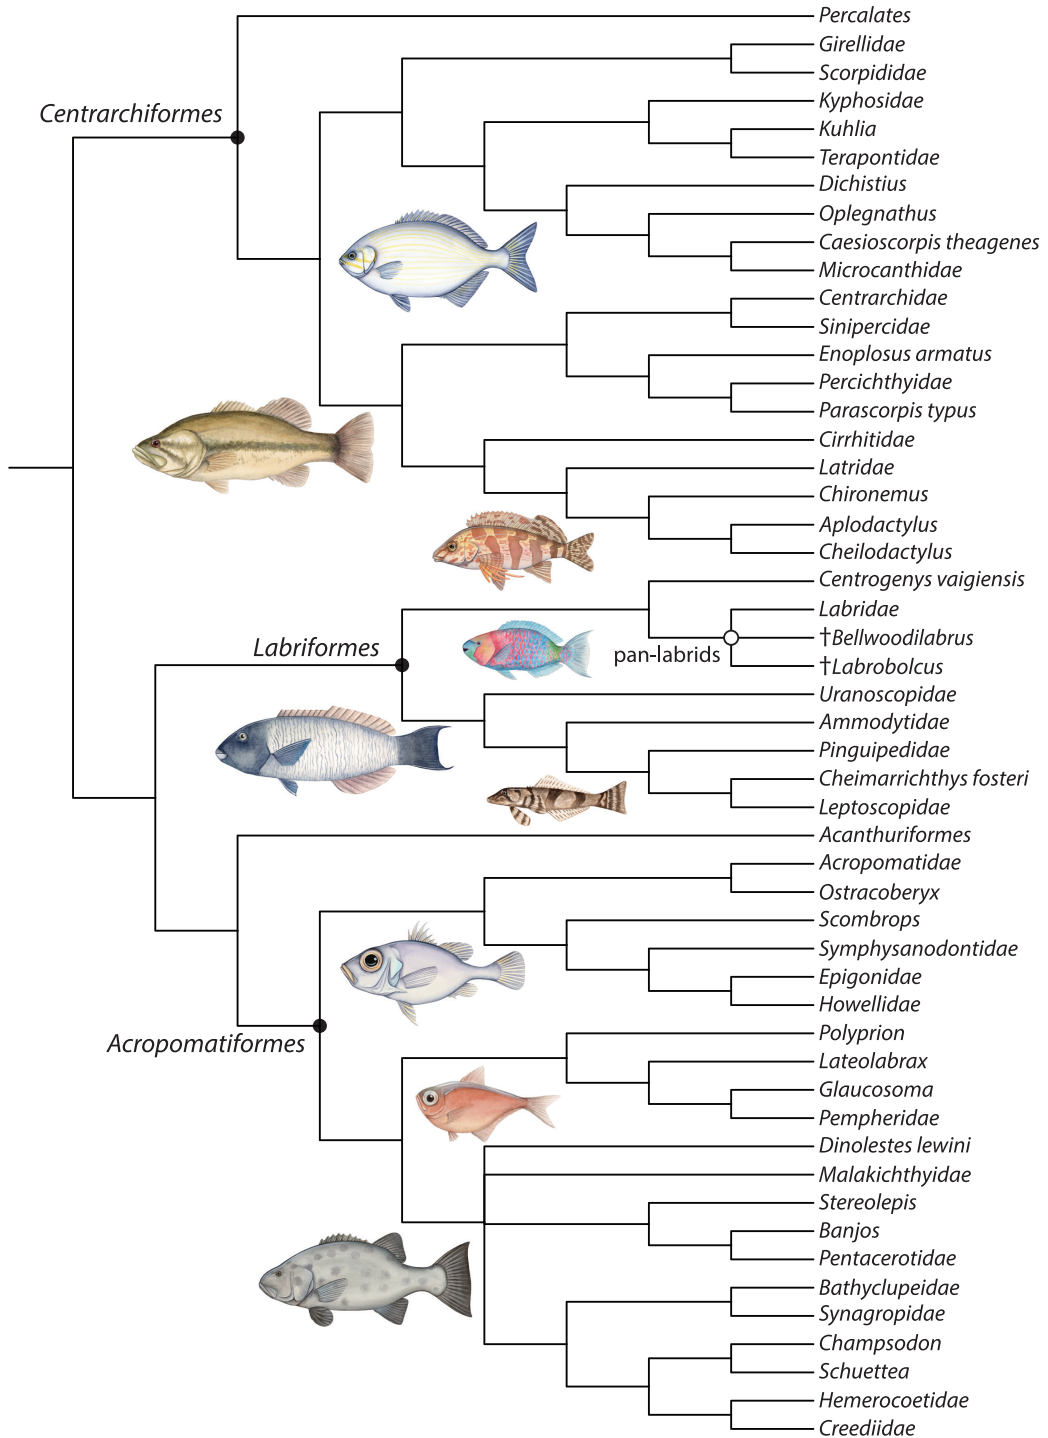 Percalates
Girellidae
Scorpididae
Kyphosidae
Centrarchiformes
Kuhlia
Terapontidae
Dichistius
Oplegnathus
Caesioscorpis theagenes
Microcanthidae
Centrarchidae
Sinipercidae
Enoplosus armatus
Percichthyidae
Parascorpis typus
Cirrhitidae
Latridae
Chironemus
Aplodactylus
Cheilodactylus
Centrogenys vaigiensis
Labridae
†Bellwoodilabrus
Labriformes
pan-labrids
†Labrobolcus
Uranoscopidae
Ammodytidae
Pinguipedidae
Cheimarrichthys fosteri
Leptoscopidae
Acanthuriformes
Acropomatidae
Ostracoberyx
Scombrops
Symphysanodontidae
Epigonidae
Howellidae
Polyprion
Acropomatiformes
Lateolabrax
Glaucosoma
Pempheridae
Dinolestes lewini
Malakichthyidae
Stereolepis
Banjos
Pentacerotidae
Bathyclupeidae
Synagropidae
Champsodon
Schuettea
Hemerocoetidae
Creediidae